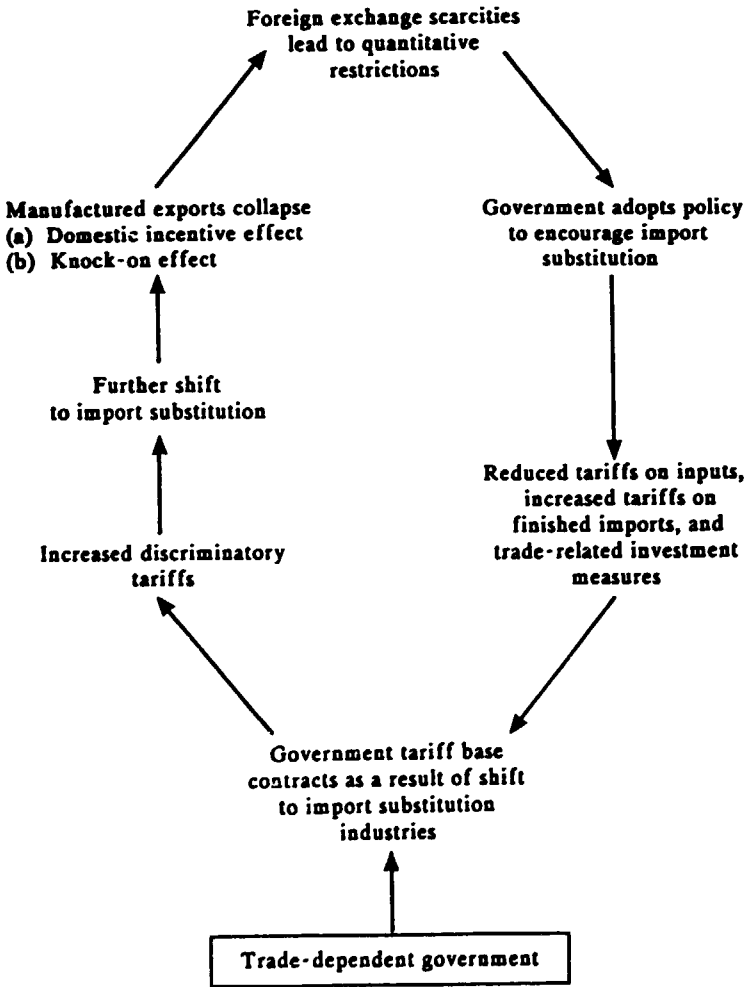 Foreign exchange scarcities
lead to quantitative
restrictions
Government adopts policy
to encourage import
substitution
Reduced tariffs on inputs,
increased tariffs on
finished imports, and
trade-related investment
measures
Government tariff base
contracts as a result of shift
to import substitution
industries
Trade-dependent government
Increased discriminatory
tariffs
Further shift
to import substitution
Manufactured exports collapse
(a) Domestic incentive effect
(b) Knock-on effect